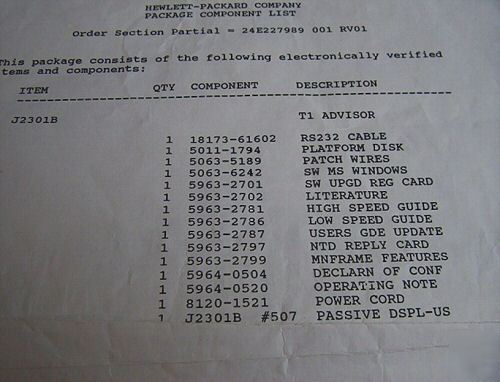 HEWLETT-PACKARD COMPANY
PACKAGE COMPONENT LIST
Order Section Partial = 24E227989 001 RV01
This package consists of the following electronically verified
items and components:
ITEM QTY COMPONENT DESCRIPTION
J2301B T1 ADVISOR
1 18173-61602 RS232 CABLE
1 5011-1794 PLATFORM DISK
1 5063-5189 PATCH WIRES
1 5063-6242 SW MS WINDOWS
1 5963-2701 SW UPGD REG CARD
1 5963-2702 LITERATURE
1 5963-2781 HIGH SPEED GUIDE
1 5963-2786 LOW SPEED GUIDE
1 5963-2787 USERS GDE UPDATE
1 5963-2797 NTD REPLY CARD
1 5963-2799 MNFRAME FEATURES
1 5964-0504 DECLARN OF CONF
1 5964-0520 OPERATING NOTE
1 8120-1521 POWER CORD
1 J2301B #507 PASSIVE DSPL-US